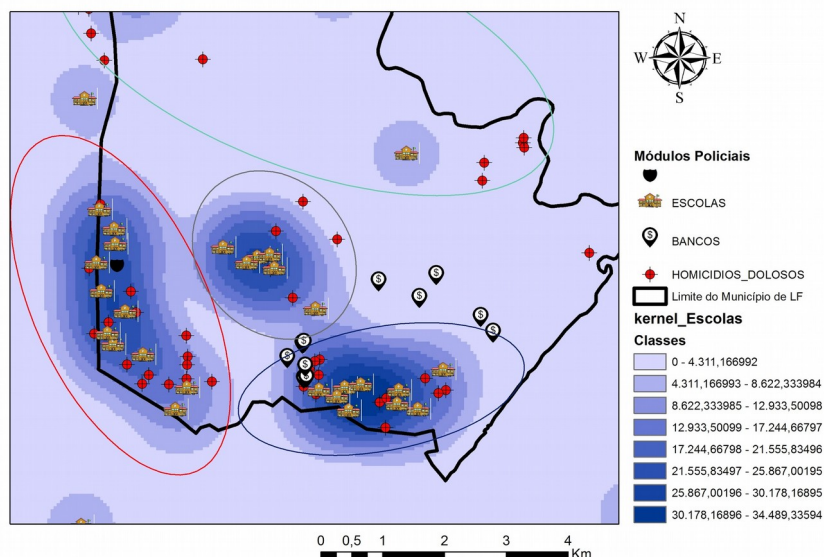 N
W E
S
Módulos Policiais
ESCOLAS
BANCOS
HOMICIDIOS_DOLOSOS
Limite do Município de LF
kernel_Escolas
Classes
0 - 4.311,166992
4.311,166993 - 8.622,333984
8.622,333985 - 12.933,50098
12.933,50099 - 17.244,66797
17.244,66798 - 21.555,83496
21.555,83497 - 25.867,00195
25.867,00196 - 30.178,16895
30.178,16896 - 34.489,33594
0 0,5 1 2 3 4
Km